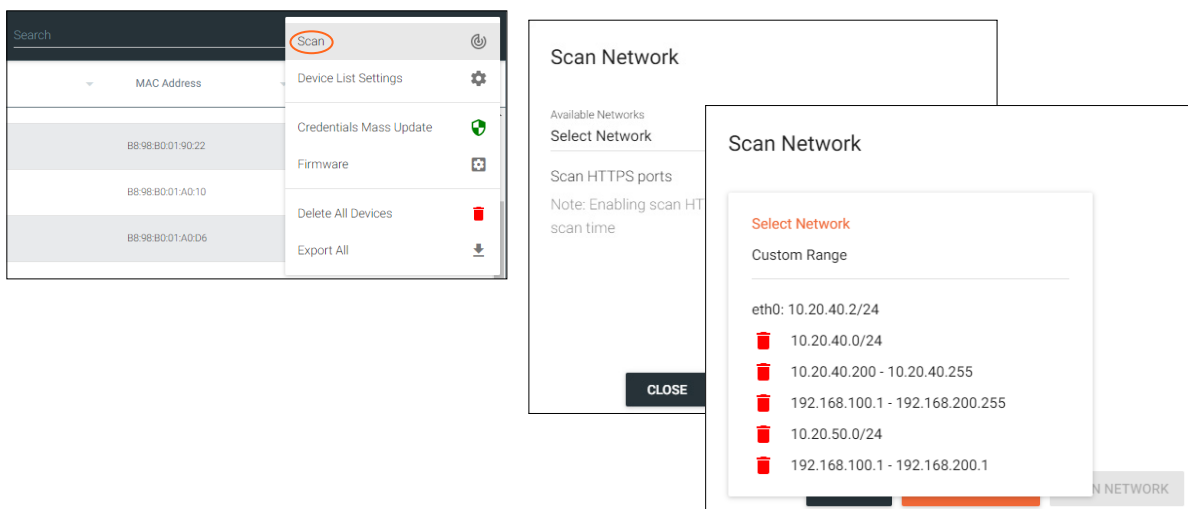 Search
Scan
MAC Address
Device List Settings
Credentials Mass Update
B8:98:B0:01:90:22
Firmware
B8:98:B0:01:A0:10
Delete All Devices
B8:98:B0:01:A0:D6
Export All
Scan Network
Available Networks
Select Network
Scan HTTPS ports
Note: Enabling scan HT
scan time
CLOSE
Scan Network
Select Network
Custom Range
eth0: 10.20.40.2/24
10.20.40.0/24
10.20.40.200 - 10.20.40.255
192.168.100.1 - 192.168.200.255
10.20.50.0/24
192.168.100.1 - 192.168.200.1
N NETWORK